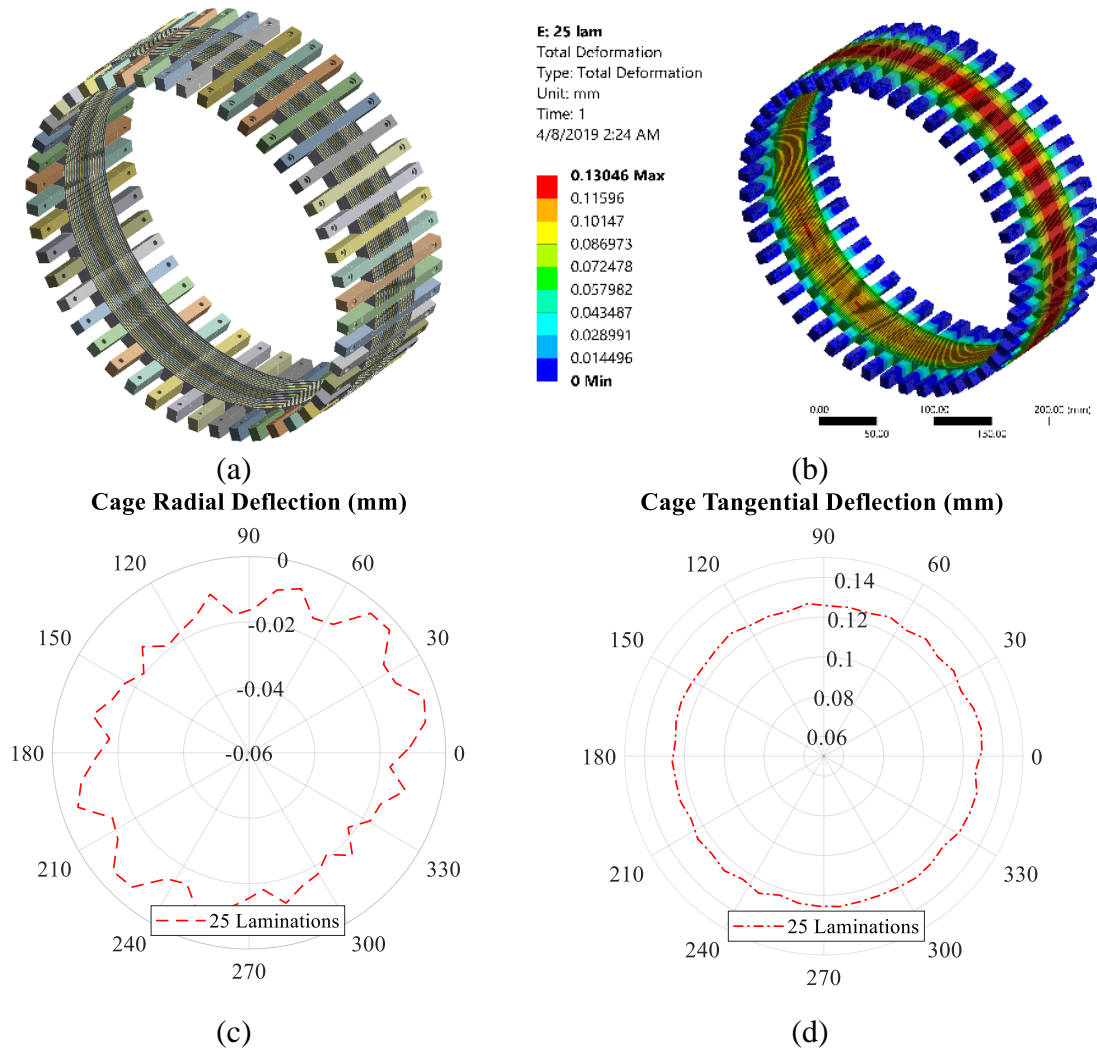 E: 25 lam
Total Deformation
Type: Total Deformation
Unit: mm
Time: 1
4/8/2019 2:24 AM
0.13046 Max
0.11596
0.10147
0.086973
0.072478
0.057982
0.043487
0.028991
0.014496
0 Min
0.00 100.00 200.00 (mm)
50.00 150.00
(a) (b)
Cage Radial Deflection (mm)
90
120 60
150 30
180 0
210 330
240 300
270
0
-0.02
-0.04
-0.06
25 Laminations
(c)
Cage Tangential Deflection (mm)
90
120 60
150 30
180 0
210 330
240 300
270
0.14
0.12
0.1
0.08
0.06
25 Laminations
(d)